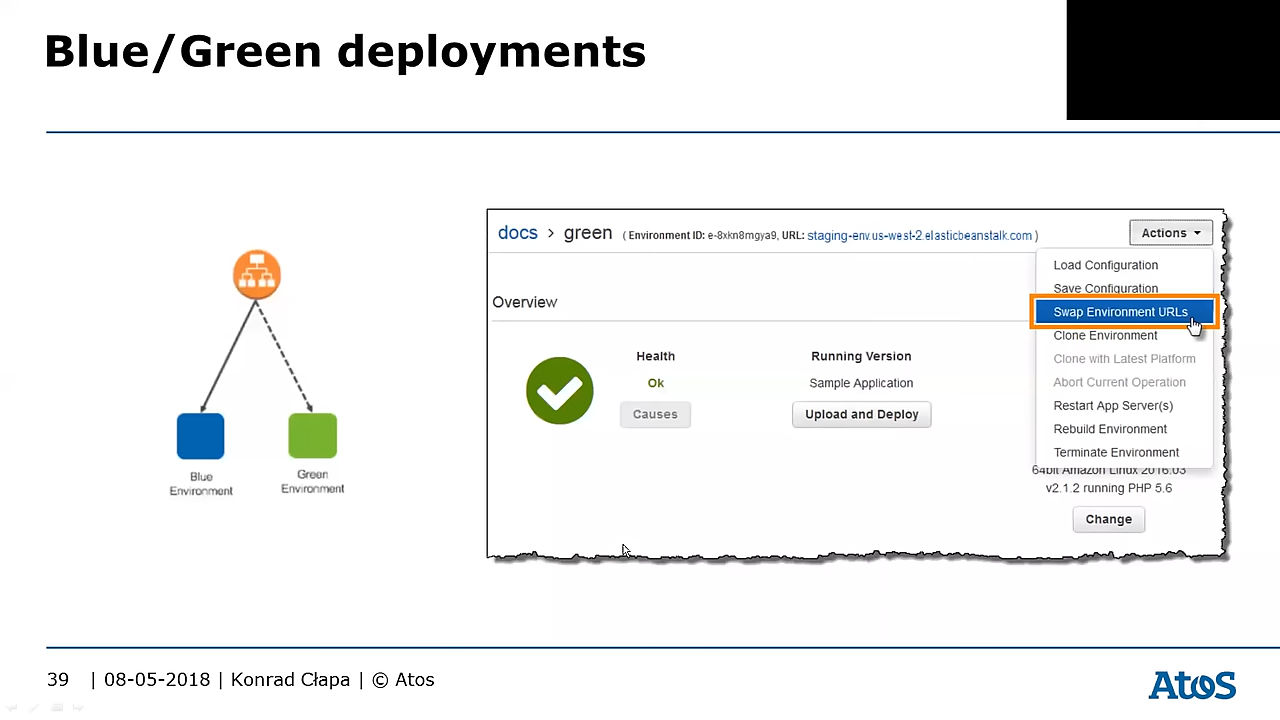 Blue/Green deployments
Blue
Environment
Green
Environment
docs > green ( Environment ID: e-8xkn8mgya9, URL: staging-env.us-west-2.elasticbeanstalk.com )
Actions
Load Configuration
Save Configuration
Swap Environment URLs
Clone Environment
Clone with Latest Platform
Abort Current Operation
Restart App Server(s)
Rebuild Environment
Terminate Environment
Overview
Health
Ok
Causes
Running Version
Sample Application
Upload and Deploy
64bit Amazon Linux 2016.03
v2.1.2 running PHP 5.6
Change
39 | 08-05-2018 | Konrad Cłapa | © Atos
Atos